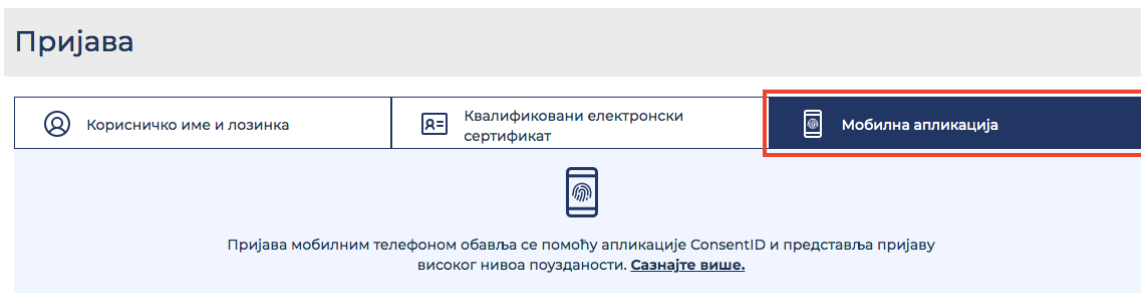 Пријава
Корисничко име и лозинка
Квалификовани електронски
сертификат
Мобилна апликација
Пријава мобилним телефоном обавља се помоћу апликације ConsentID и представља пријаву
високог нивоа поузданости. Сазнајте више.